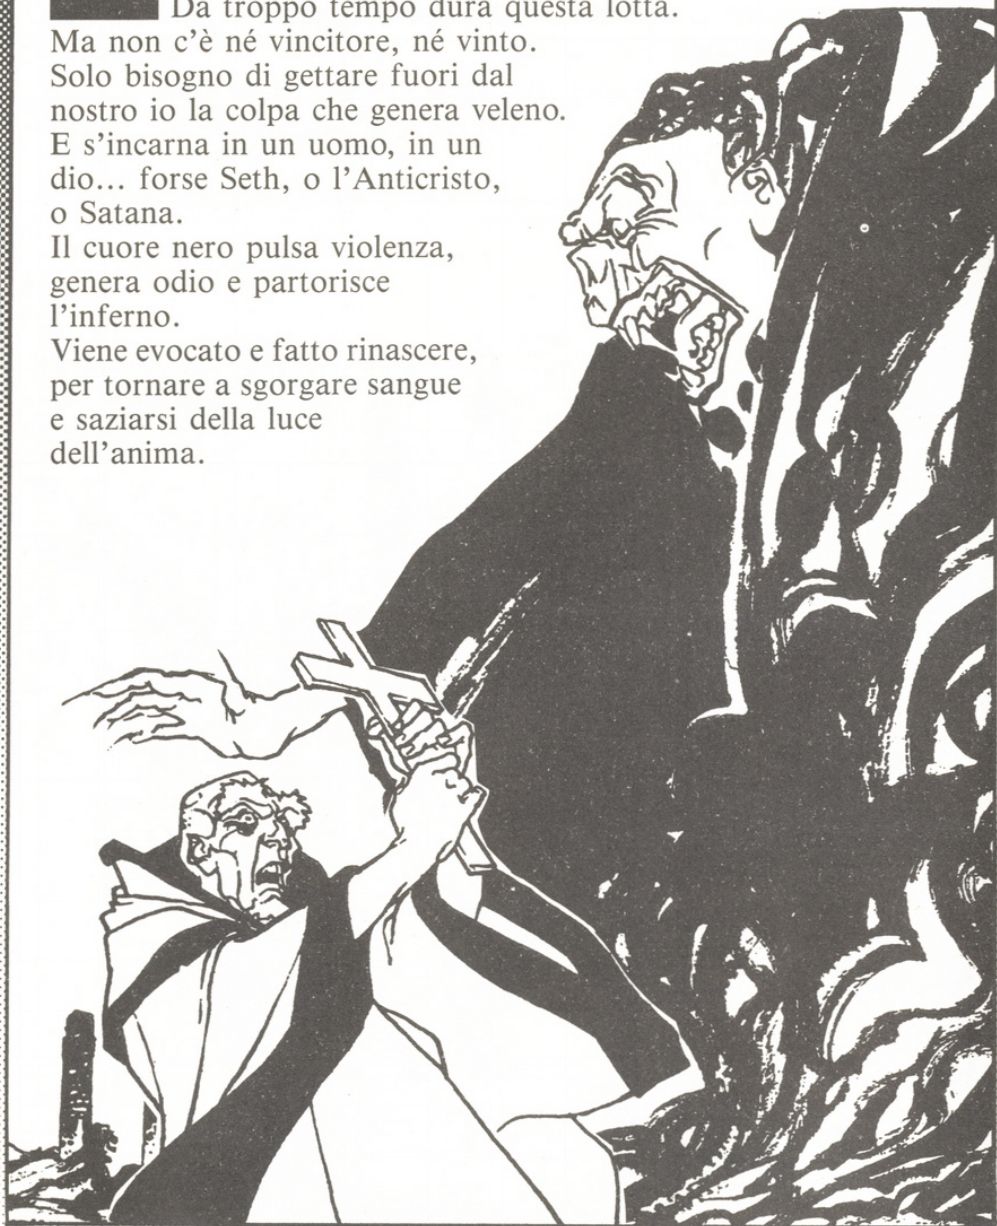 Da troppo tempo dura questa lotta.
Ma non c'è né vincitore, né vinto.
Solo bisogno di gettare fuori dal
nostro io la colpa che genera veleno.
E s'incarna in un uomo, in un
dio... forse Seth, o l'Anticristo,
o Satana.
Il cuore nero pulsa violenza,
genera odio e partorisce
l'inferno.
Viene evocato e fatto rinascere,
per tornare a sgorgare sangue
e saziarsi della luce
dell'anima.